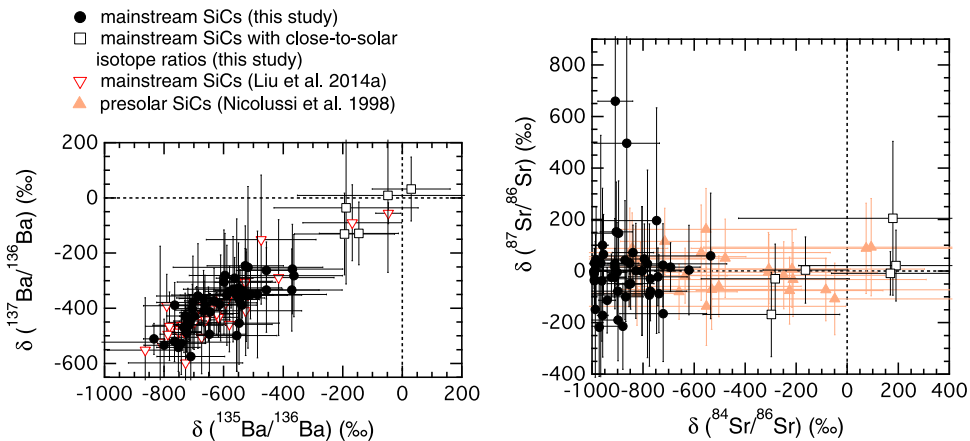 mainstream SiCs (this study)
mainstream SiCs with close-to-solar
isotope ratios (this study)
mainstream SiCs (Liu et al. 2014a)
presolar SiCs (Nicolussi et al. 1998)
200
0
-200
-400
-600
δ (¹³⁷Ba/¹³⁶Ba) (‰)
-1000 -800 -600 -400 -200 0 200
δ (¹³⁵Ba/¹³⁶Ba) (‰)
800
600
400
200
0
-200
-400
δ (⁸⁷Sr/⁸⁶Sr) (‰)
-1000 -800 -600 -400 -200 0 200 400
δ (⁸⁴Sr/⁸⁶Sr) (‰)